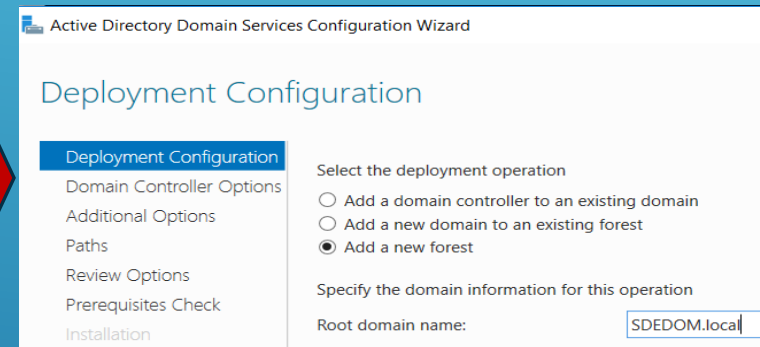 Active Directory Domain Services Configuration Wizard
Deployment Configuration
Deployment Configuration
Domain Controller Options
Additional Options
Paths
Review Options
Prerequisites Check
Installation
Select the deployment operation
Add a domain controller to an existing domain
Add a new domain to an existing forest
Add a new forest
Specify the domain information for this operation
Root domain name: SDEDOM.local